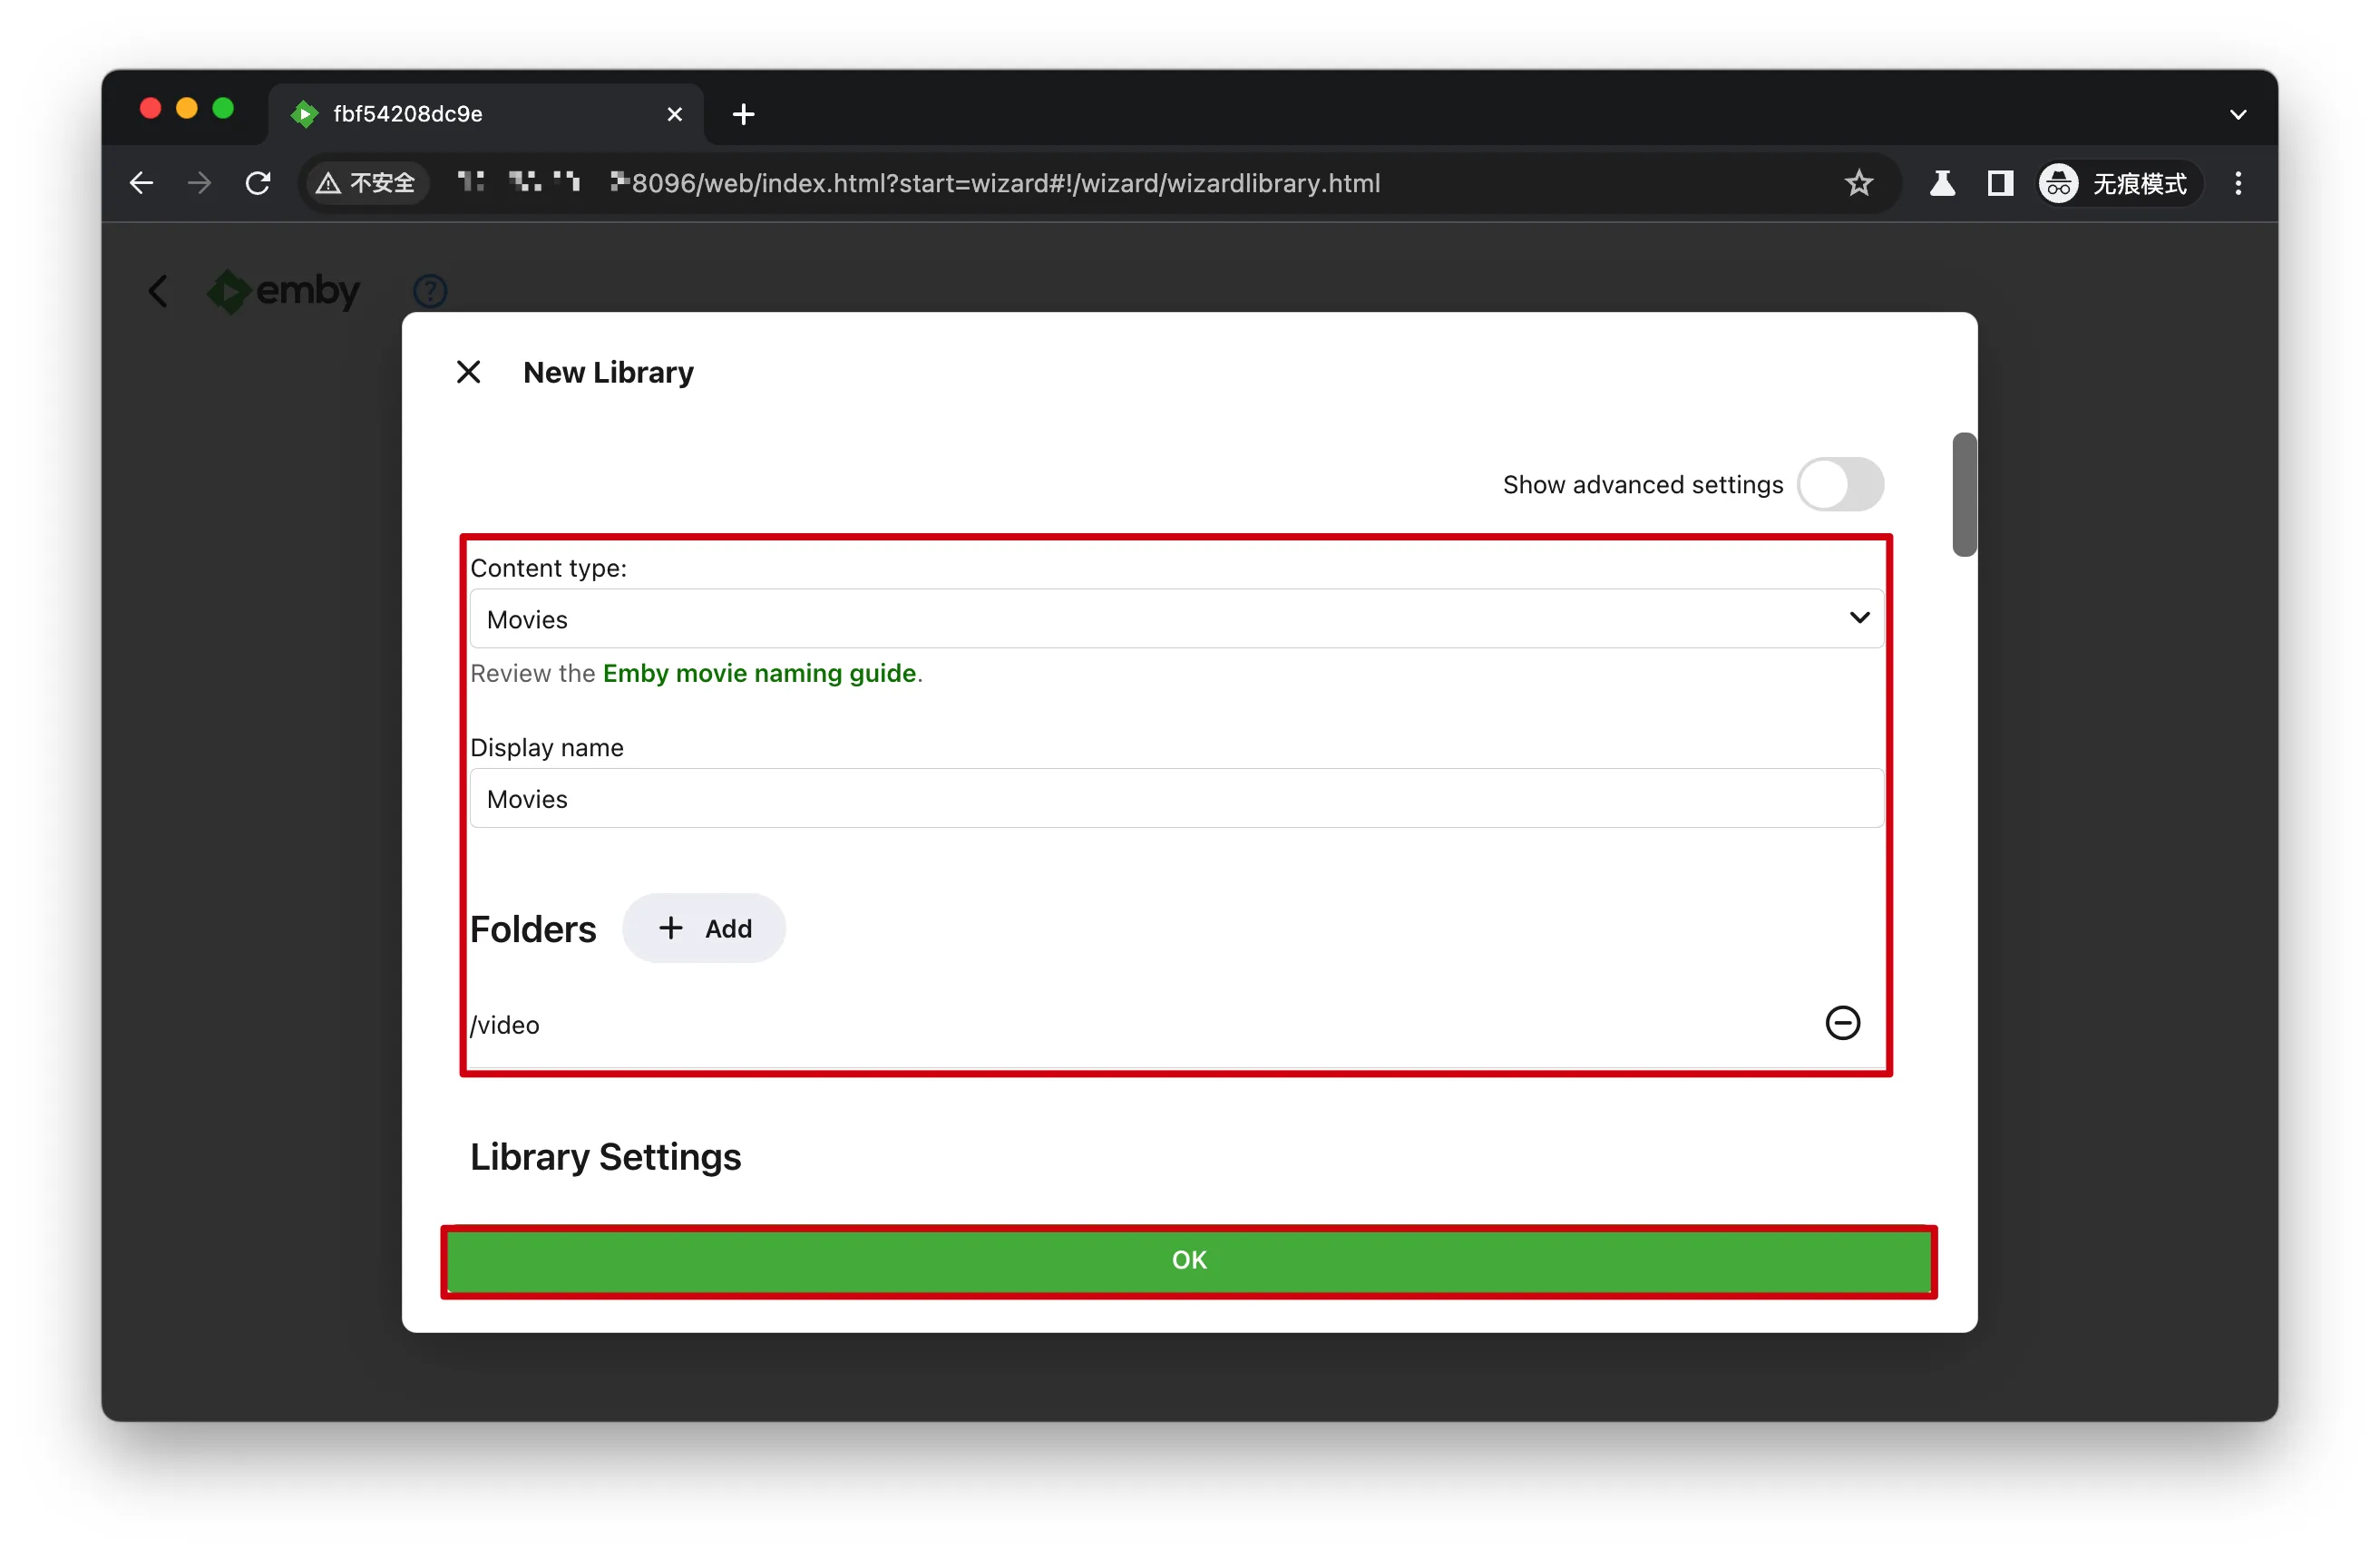 fbf54208dc9e
不安全
8096/web/index.html?start=wizard#!/wizard/wizardlibrary.html
无痕模式
emby
New Library
Show advanced settings
Content type:
Movies
Review the Emby movie naming guide.
Display name
Movies
Folders
Add
/video
Library Settings
OK